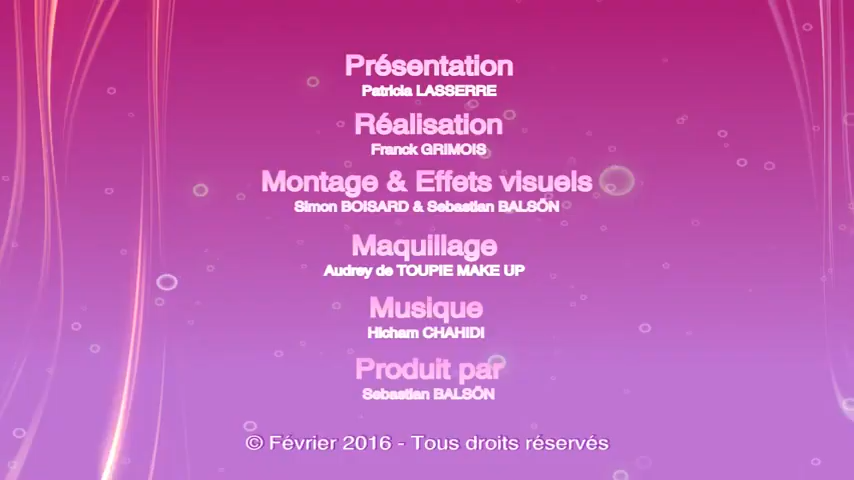 Présentation
Patricia LASSERRE
Réalisation
Franck GRIMOIS
Montage & Effets visuels
Simon BOISARD & Sebastian BALSÖN
Maquillage
Audrey de TOUPIE MAKE UP
Musique
Hicham CHAHIDI
Produit par
Sebastian BALSÖN
© Février 2016 - Tous droits réservés